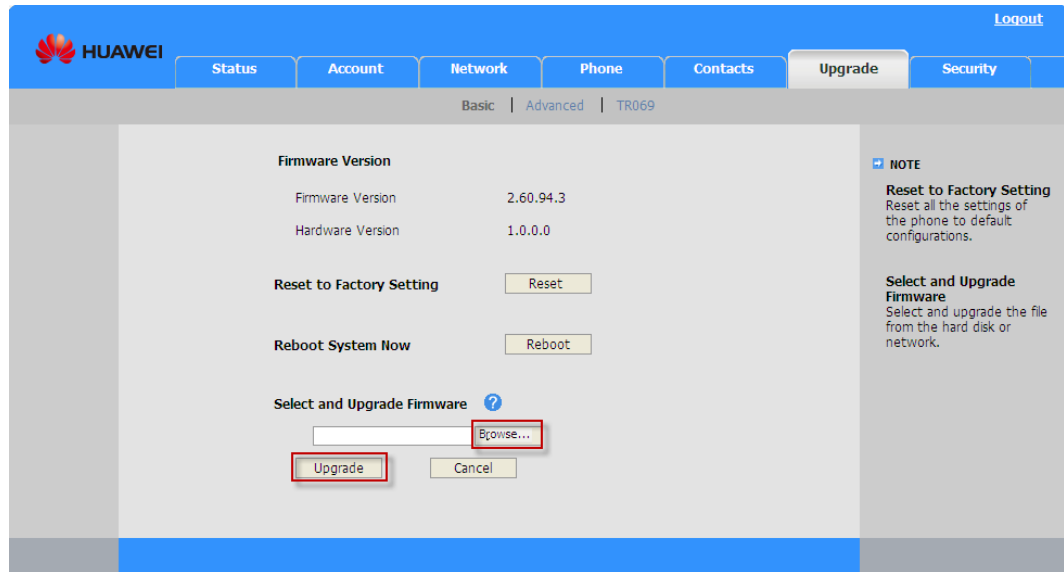 Logout
HUAWEI
Status Account Network Phone Contacts Upgrade Security
Basic | Advanced | TR069
Firmware Version
Firmware Version 2.60.94.3
Hardware Version 1.0.0.0
Reset to Factory Setting Reset
Reboot System Now Reboot
Select and Upgrade Firmware ?
Browse...
Upgrade Cancel
NOTE
Reset to Factory Setting
Reset all the settings of
the phone to default
configurations.
Select and Upgrade
Firmware
Select and upgrade the file
from the hard disk or
network.